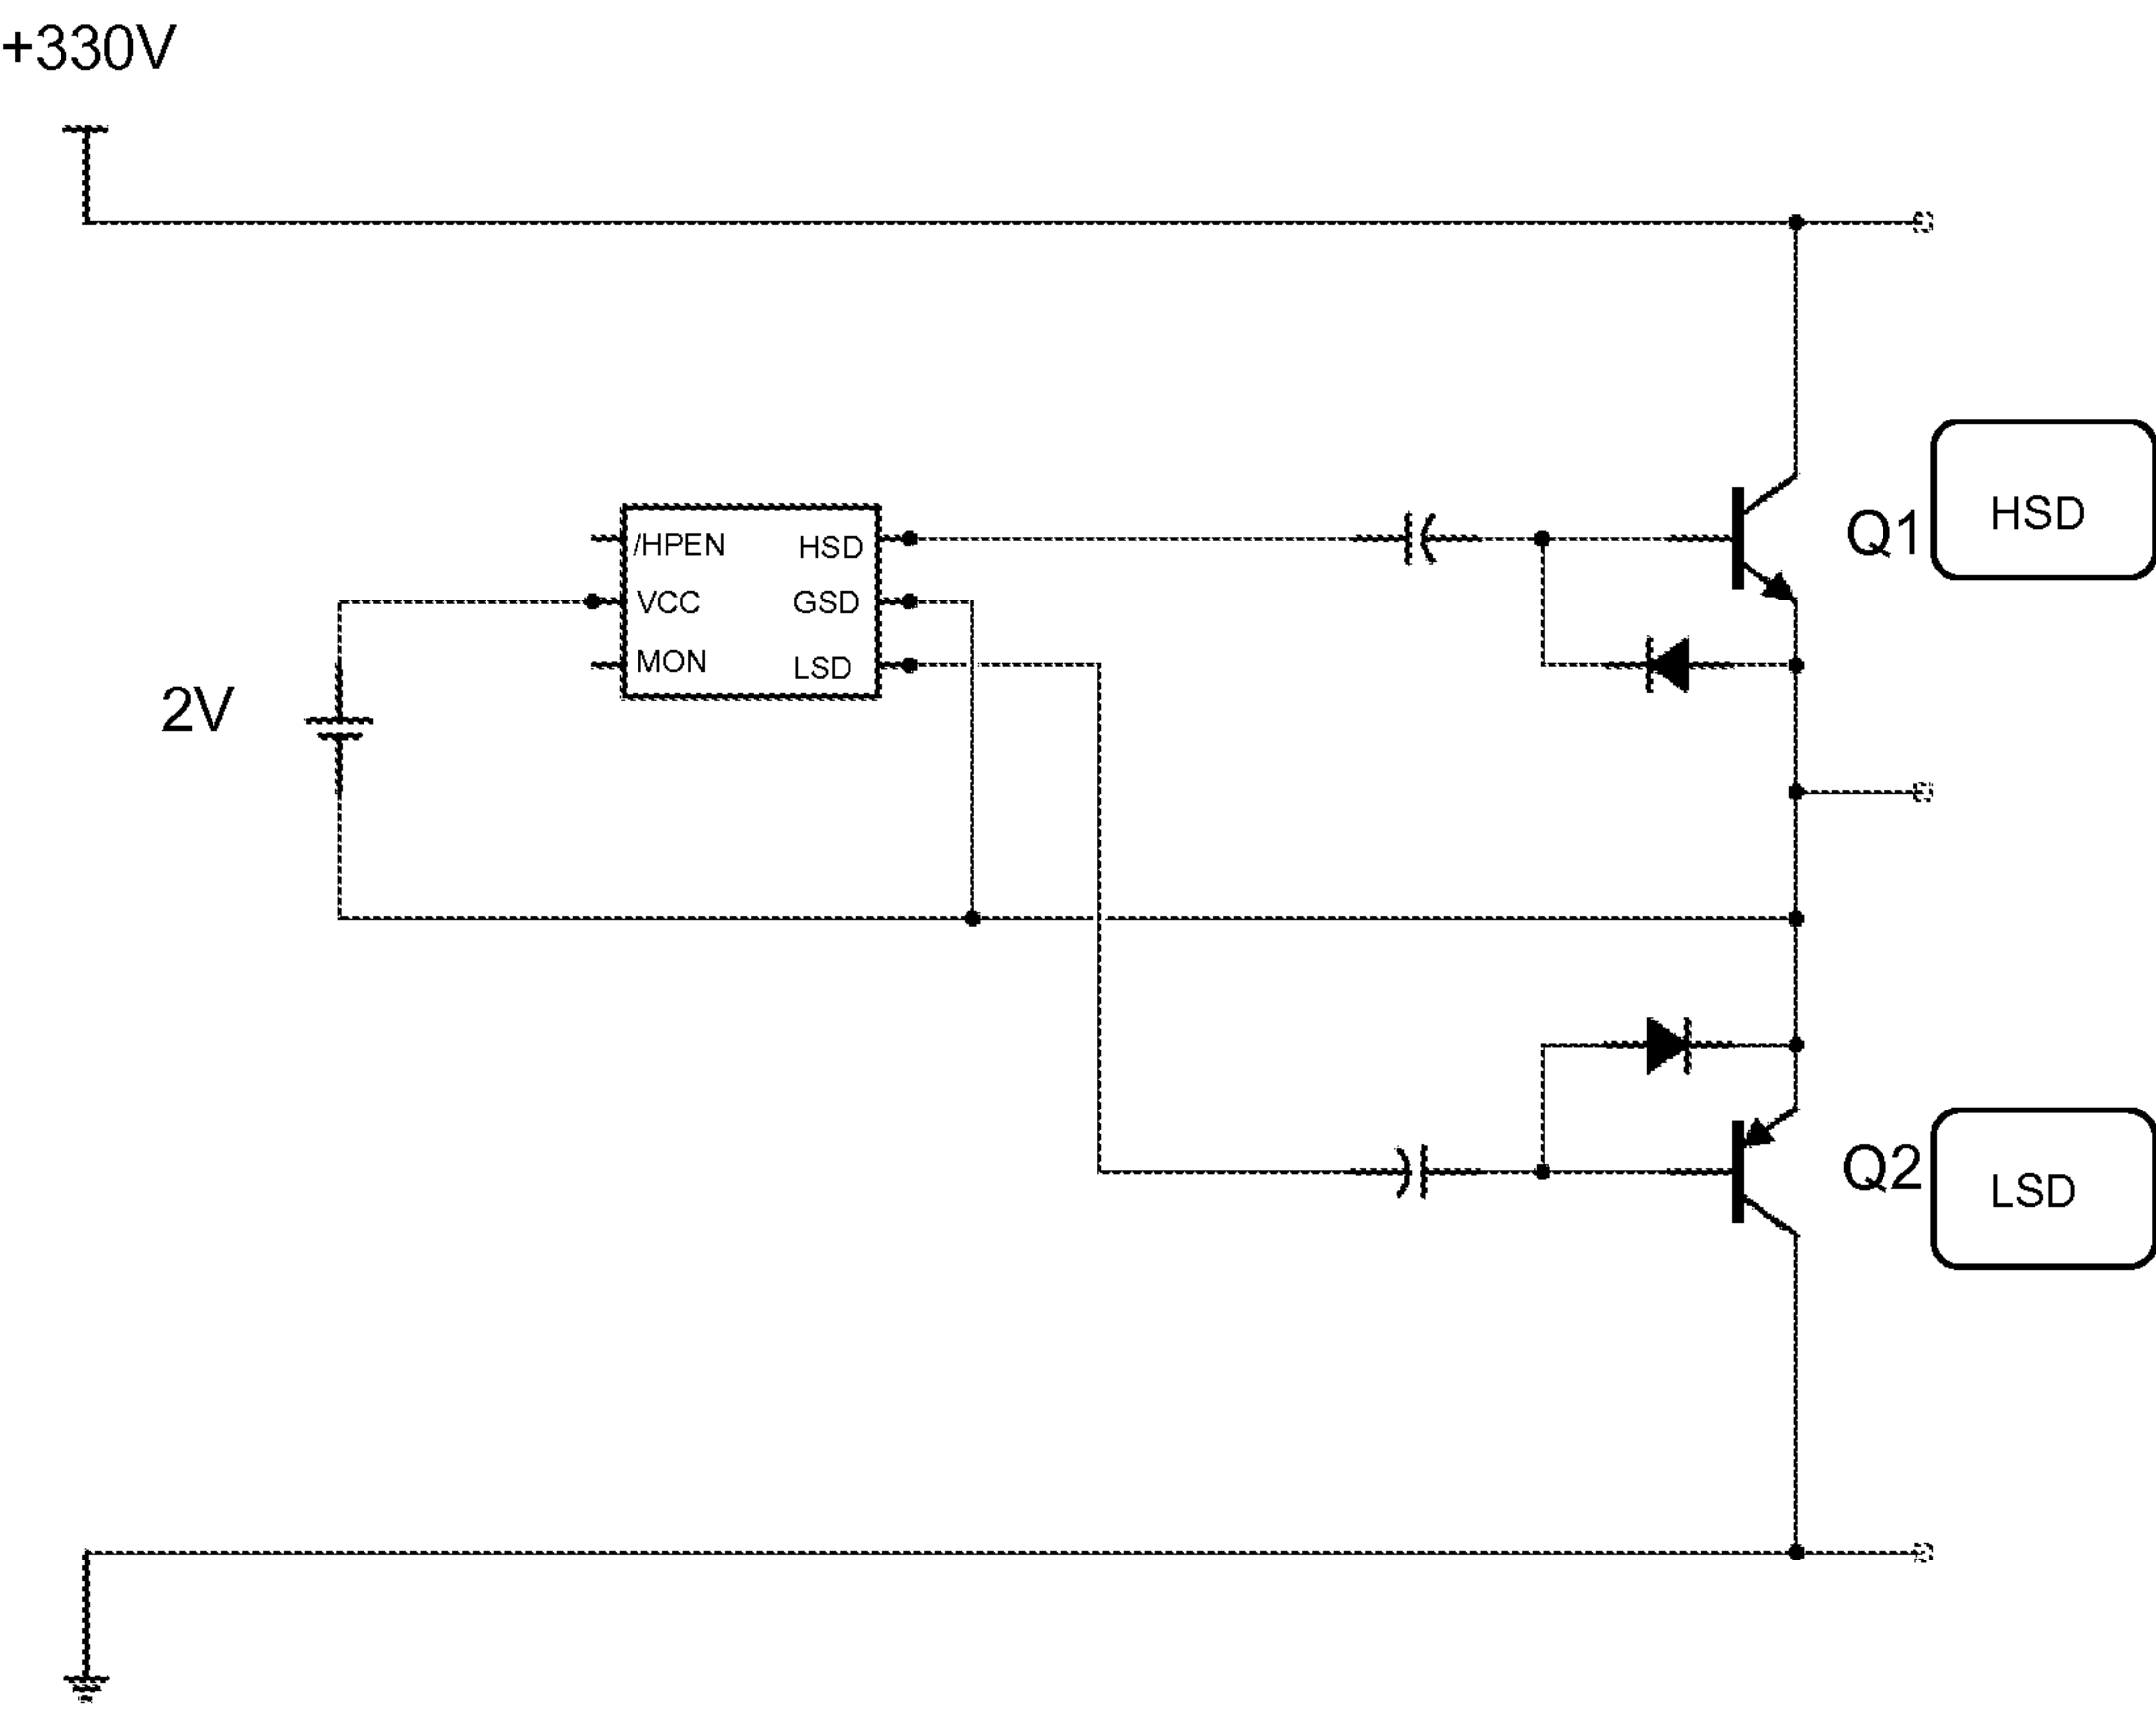 +330V
HSD
Q1
/HPEN HSD
VCC GSD
MON LSD
2V
Q2
LSD